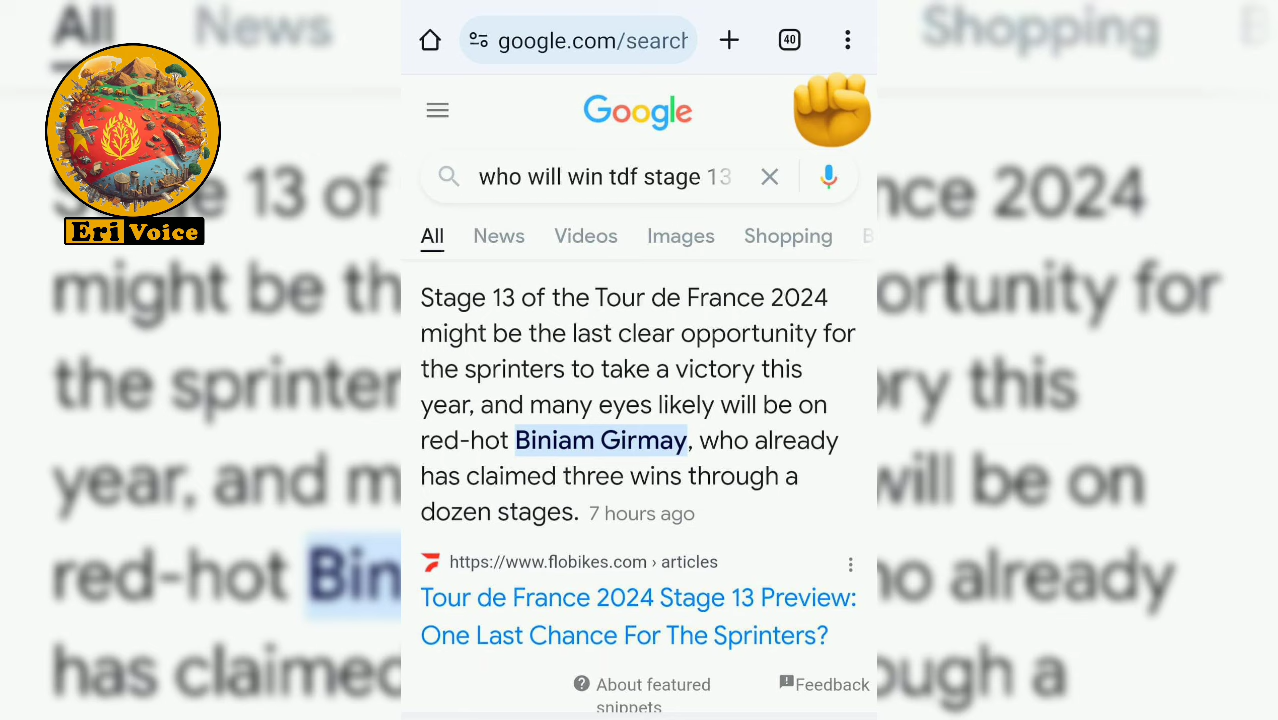 Eri Voice
google.com/search
40
Google
who will win tdf stage 13
All News Videos Images Shopping
Stage 13 of the Tour de France 2024
might be the last clear opportunity for
the sprinters to take a victory this
year, and many eyes likely will be on
red-hot Biniam Girmay, who already
has claimed three wins through a
dozen stages. 7 hours ago
https://www.flobikes.com › articles
Tour de France 2024 Stage 13 Preview:
One Last Chance For The Sprinters?
About featured
snippets
Feedback